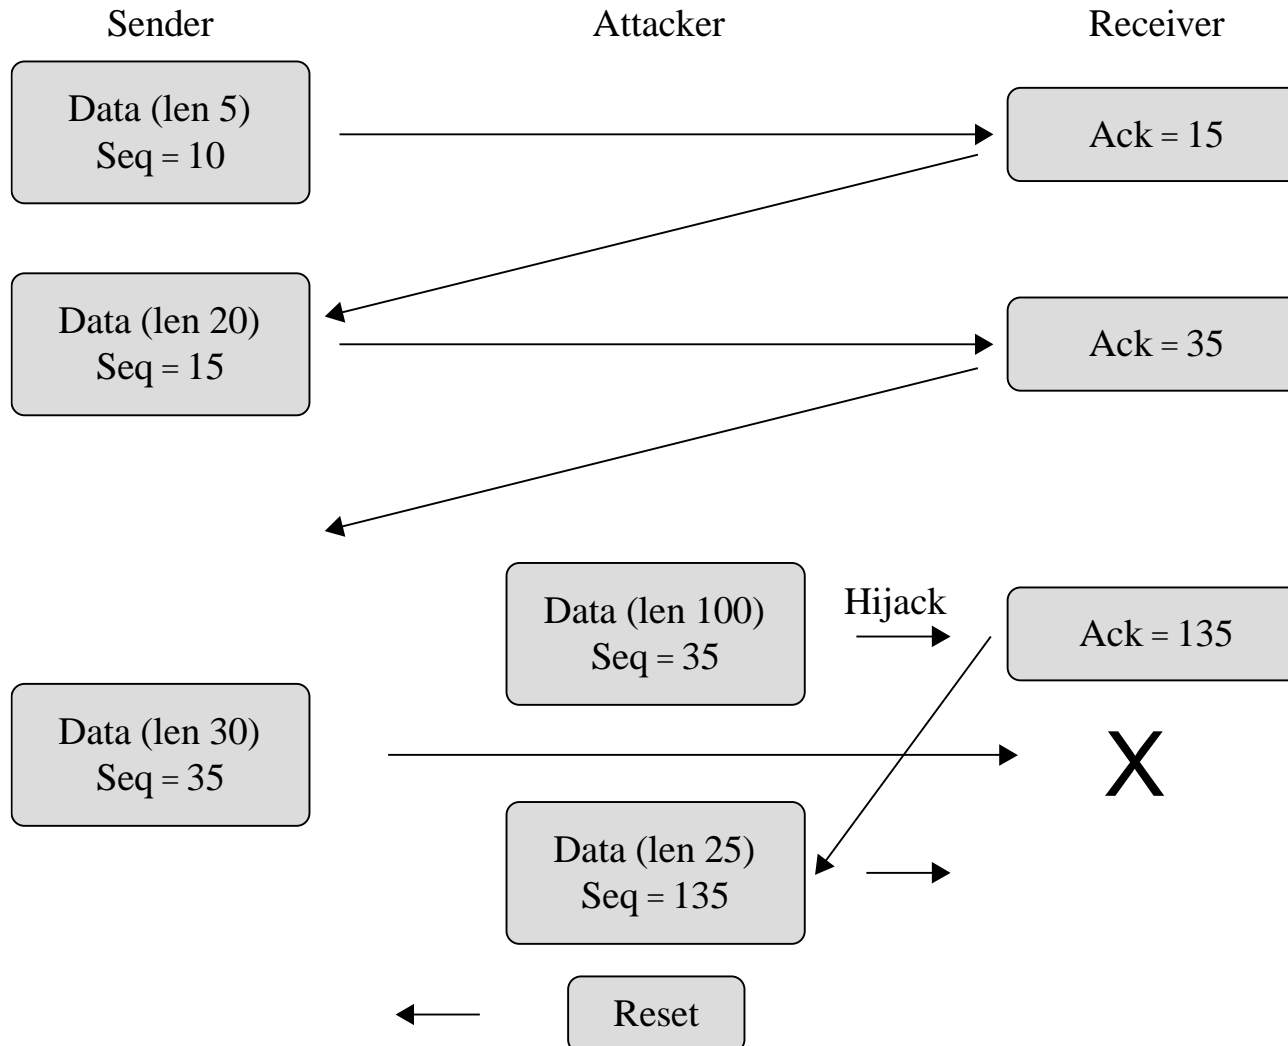 Sender
Attacker
Receiver
Data (len 5)
Seq = 10
Ack = 15
Data (len 20)
Seq = 15
Ack = 35
Data (len 100)
Seq = 35
Hijack
Ack = 135
Data (len 30)
Seq = 35
X
Data (len 25)
Seq = 135
Reset